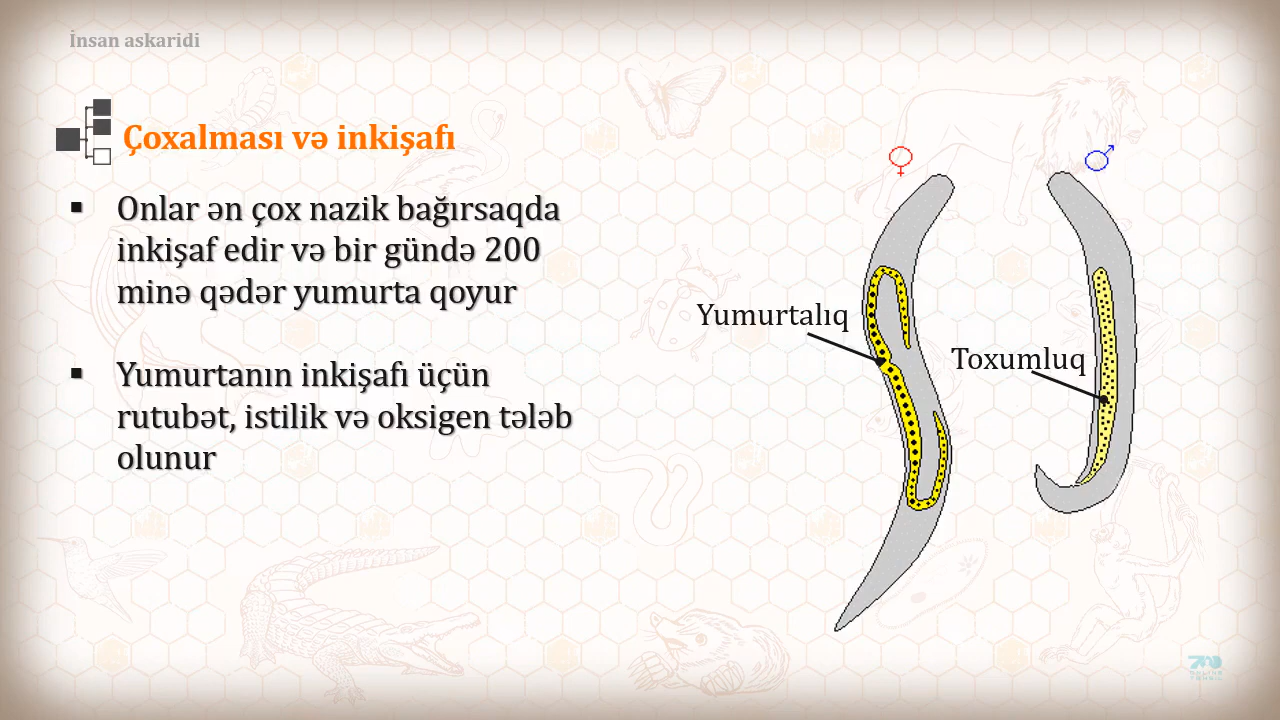 İnsan askaridi
Çoxalması və inkişafı
▪ Onlar ən çox nazik bağırsaqda
inkişaf edir və bir gündə 200
minə qədər yumurta qoyur
▪ Yumurtanın inkişafı üçün
rutubət, istilik və oksigen tələb
olunur
Yumurtalıq
Toxumluq